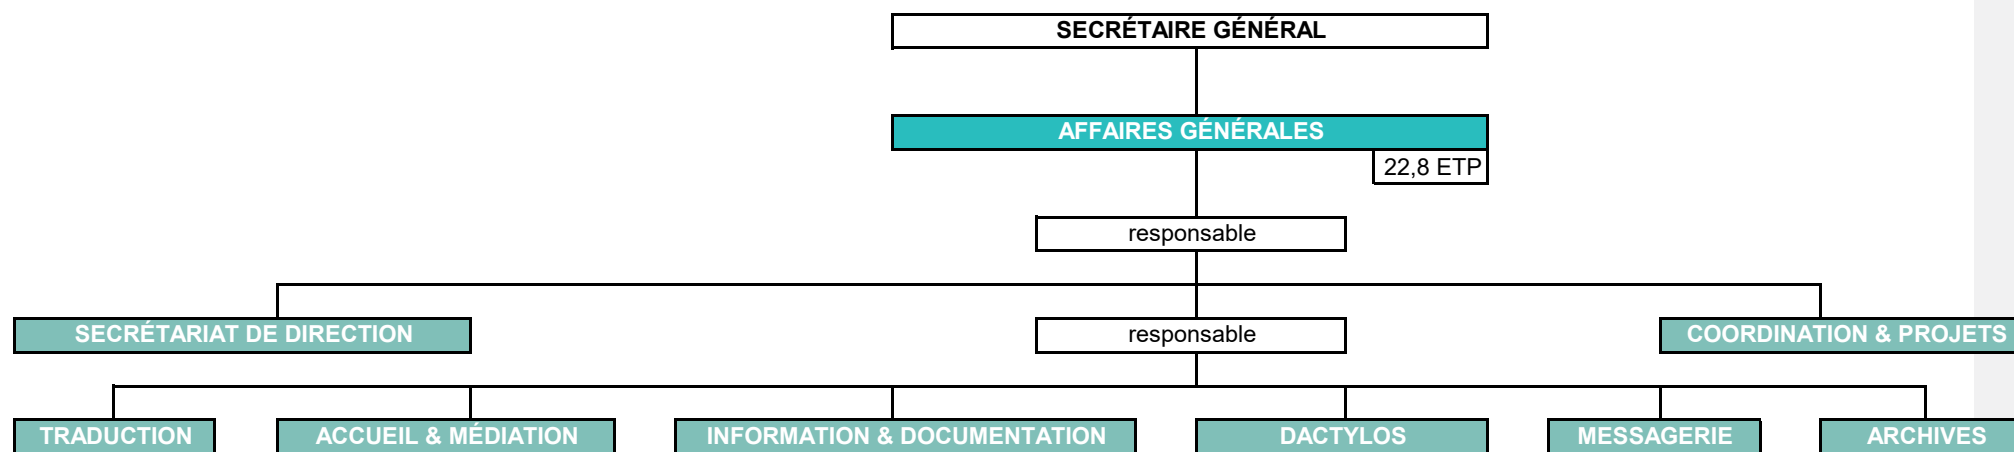 SECRÉTAIRE GÉNÉRAL
AFFAIRES GÉNÉRALES
22,8 ETP
responsable
SECRÉTARIAT DE DIRECTION
responsable
COORDINATION & PROJETS
TRADUCTION
ACCUEIL & MÉDIATION
INFORMATION & DOCUMENTATION
DACTYLOS
MESSAGERIE
ARCHIVES